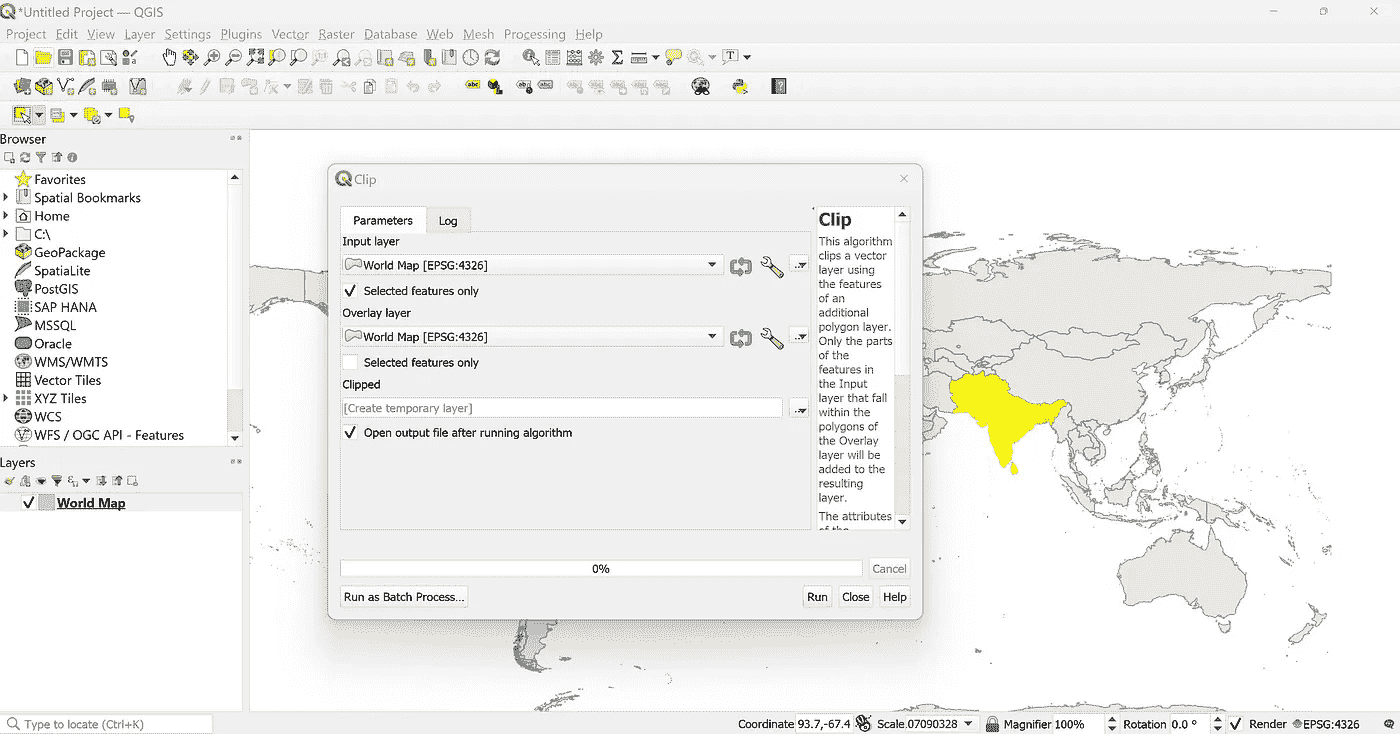 *Untitled Project — QGIS
Project Edit View Layer Settings Plugins Vector Raster Database Web Mesh Processing Help
Browser
Favorites
Spatial Bookmarks
Home
C:\
GeoPackage
SpatiaLite
PostGIS
SAP HANA
MSSQL
Oracle
WMS/WMTS
Vector Tiles
XYZ Tiles
WCS
WFS / OGC API - Features
Layers
World Map
Clip
Parameters Log
Input layer
World Map [EPSG:4326]
Selected features only
Overlay layer
World Map [EPSG:4326]
Selected features only
Clipped
[Create temporary layer]
Open output file after running algorithm
Clip
This algorithm
clips a vector
layer using
the features
of an
additional
polygon layer.
Only the parts
of the
features in
the Input
layer that fall
within the
polygons of
the Overlay
layer will be
added to the
resulting
layer.
The attributes
of the
0%
Cancel
Run as Batch Process...
Run Close Help
Type to locate (Ctrl+K)
Coordinate 93.7,-67.4 Scale .07090328 Magnifier 100% Rotation 0.0 ° Render EPSG:4326